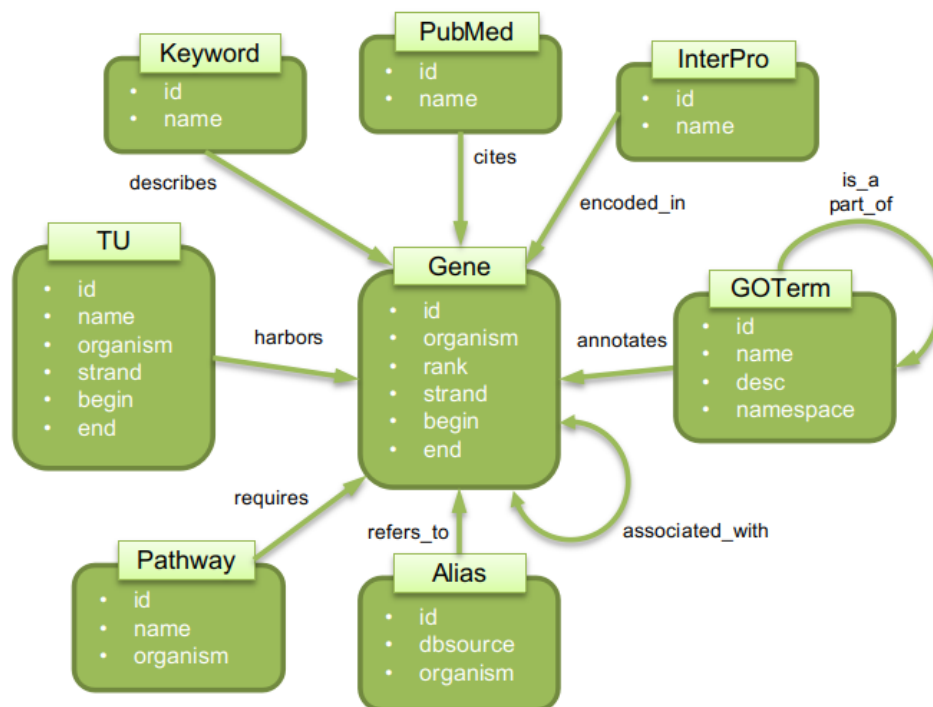 PubMed
• id
• name
Keyword
• id
• name
InterPro
• id
• name
describes
cites
encoded_in
is_a
part_of
TU
• id
• name
• organism
• strand
• begin
• end
harbors
Gene
• id
• organism
• rank
• strand
• begin
• end
annotates
GOTerm
• id
• name
• desc
• namespace
requires
refers_to
associated_with
Pathway
• id
• name
• organism
Alias
• id
• dbsource
• organism